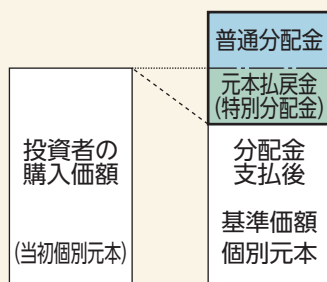 普通分配金
元本払戻金
(特別分配金)
投資者の
購入価額
(当初個別元本)
分配金
支払後
基準価額
個別元本